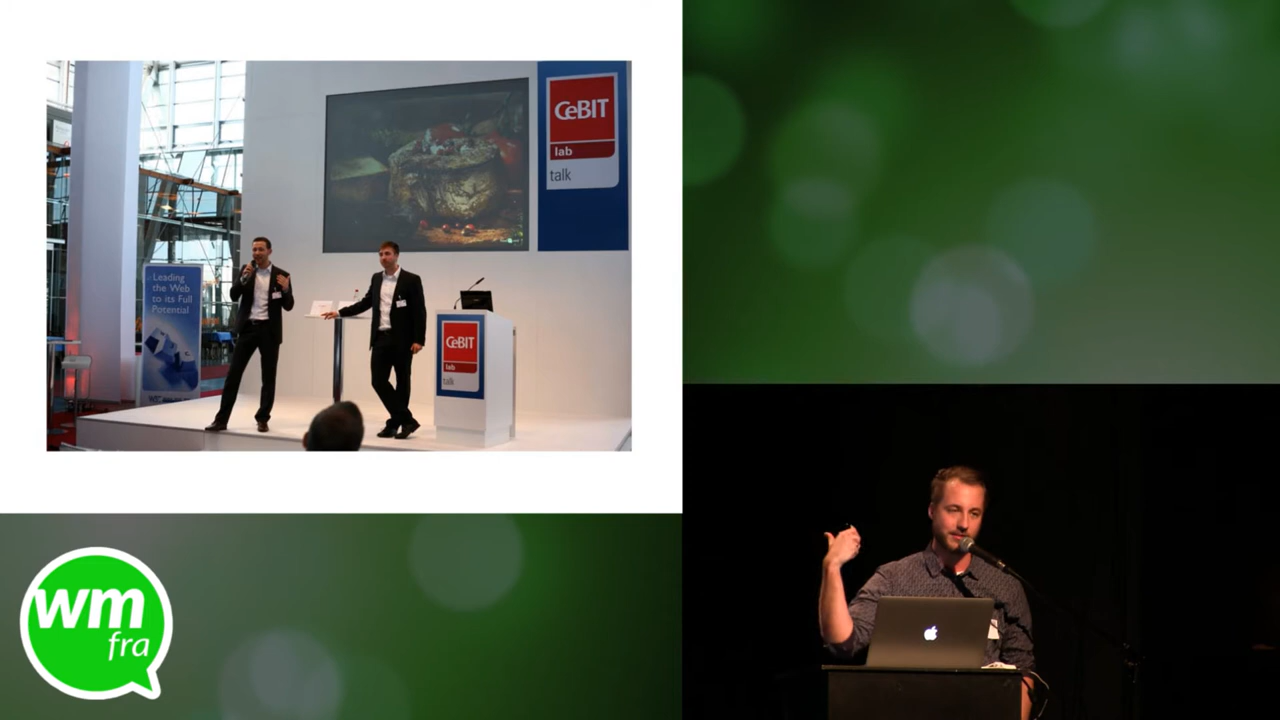 CeBIT
lab
talk
Leading
the Web
to its Full
Potential
CeBIT
lab
talk
wm
fra